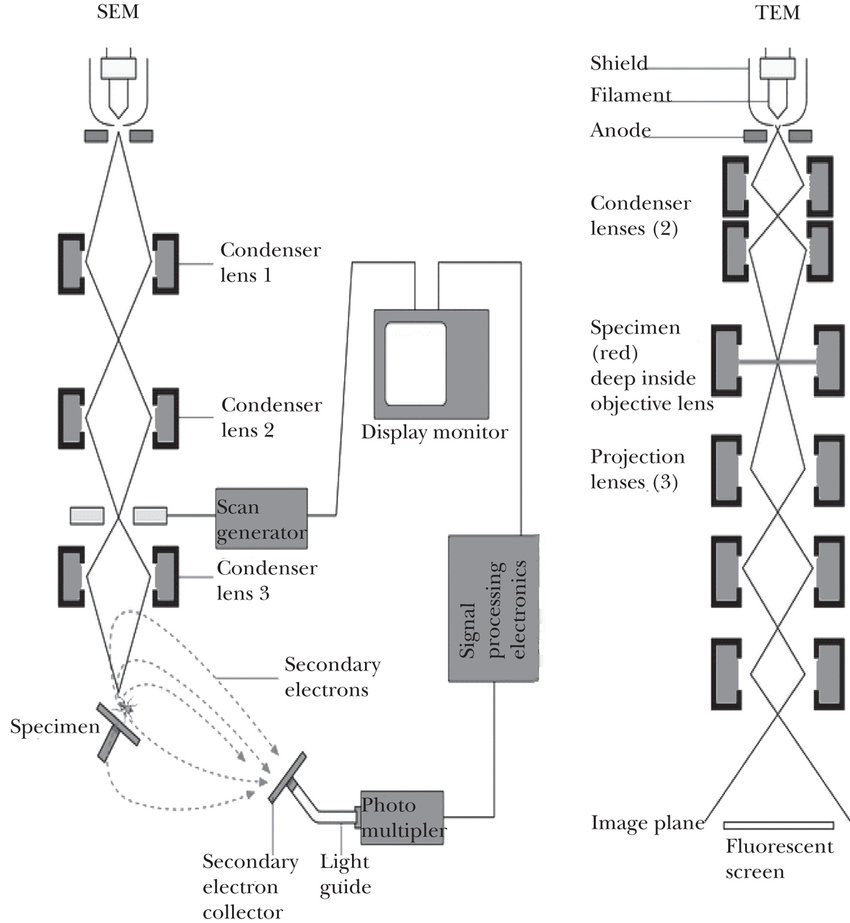 SEM
Condenser
lens 1
Condenser
lens 2
Display monitor
Scan
generator
Condenser
lens 3
Signal
processing
electronics
Secondary
electrons
Specimen
Photo
multipler
Secondary
electron
collector
Light
guide
TEM
Shield
Filament
Anode
Condenser
lenses (2)
Specimen
(red)
deep inside
objective lens
Projection
lenses (3)
Image plane
Fluorescent
screen